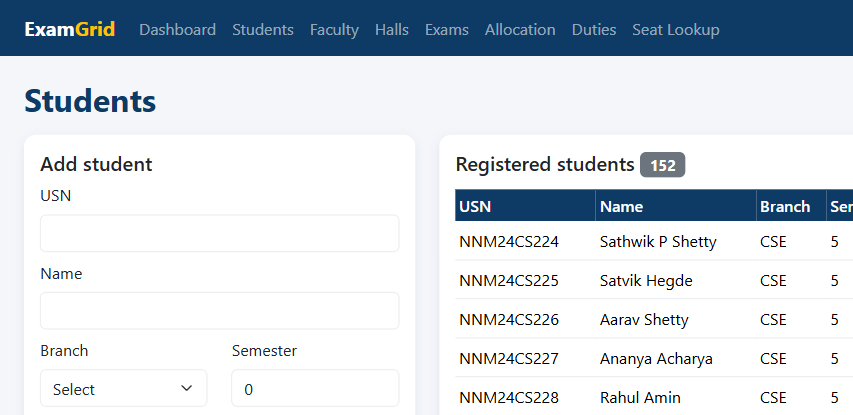 ExamGrid Dashboard Students Faculty Halls Exams Allocation Duties Seat Lookup
Students
Add student
USN
Name
Branch Semester
Select 0
Registered students 152
USN Name Branch
NNM24CS224 Sathwik P Shetty CSE 5
NNM24CS225 Satvik Hegde CSE 5
NNM24CS226 Aarav Shetty CSE 5
NNM24CS227 Ananya Acharya CSE 5
NNM24CS228 Rahul Amin CSE 5